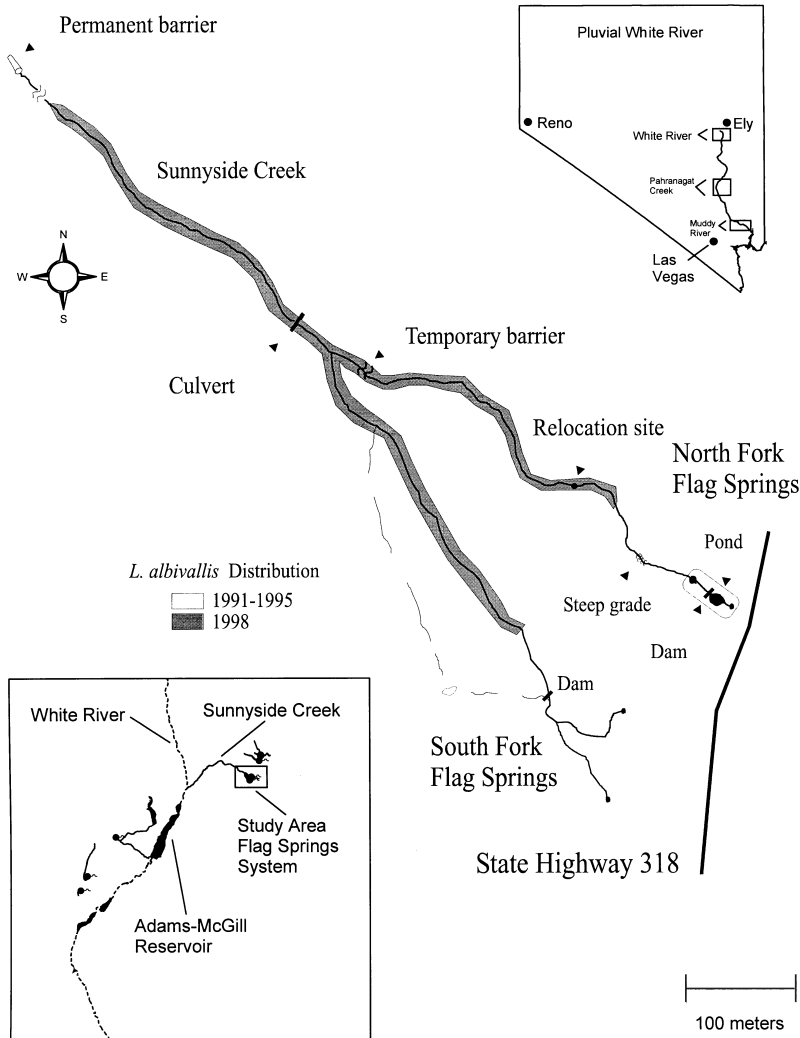 Permanent barrier
Pluvial White River
Reno
Ely
White River
Pahranagat
Creek
Muddy
River
Las
Vegas
Sunnyside Creek
N
W
E
S
Temporary barrier
Culvert
Relocation site
North Fork
Flag Springs
Pond
L. albivallis Distribution
1991-1995
1998
Steep grade
Dam
Dam
South Fork
Flag Springs
State Highway 318
White River
Sunnyside Creek
Study Area
Flag Springs
System
Adams-McGill
Reservoir
100 meters